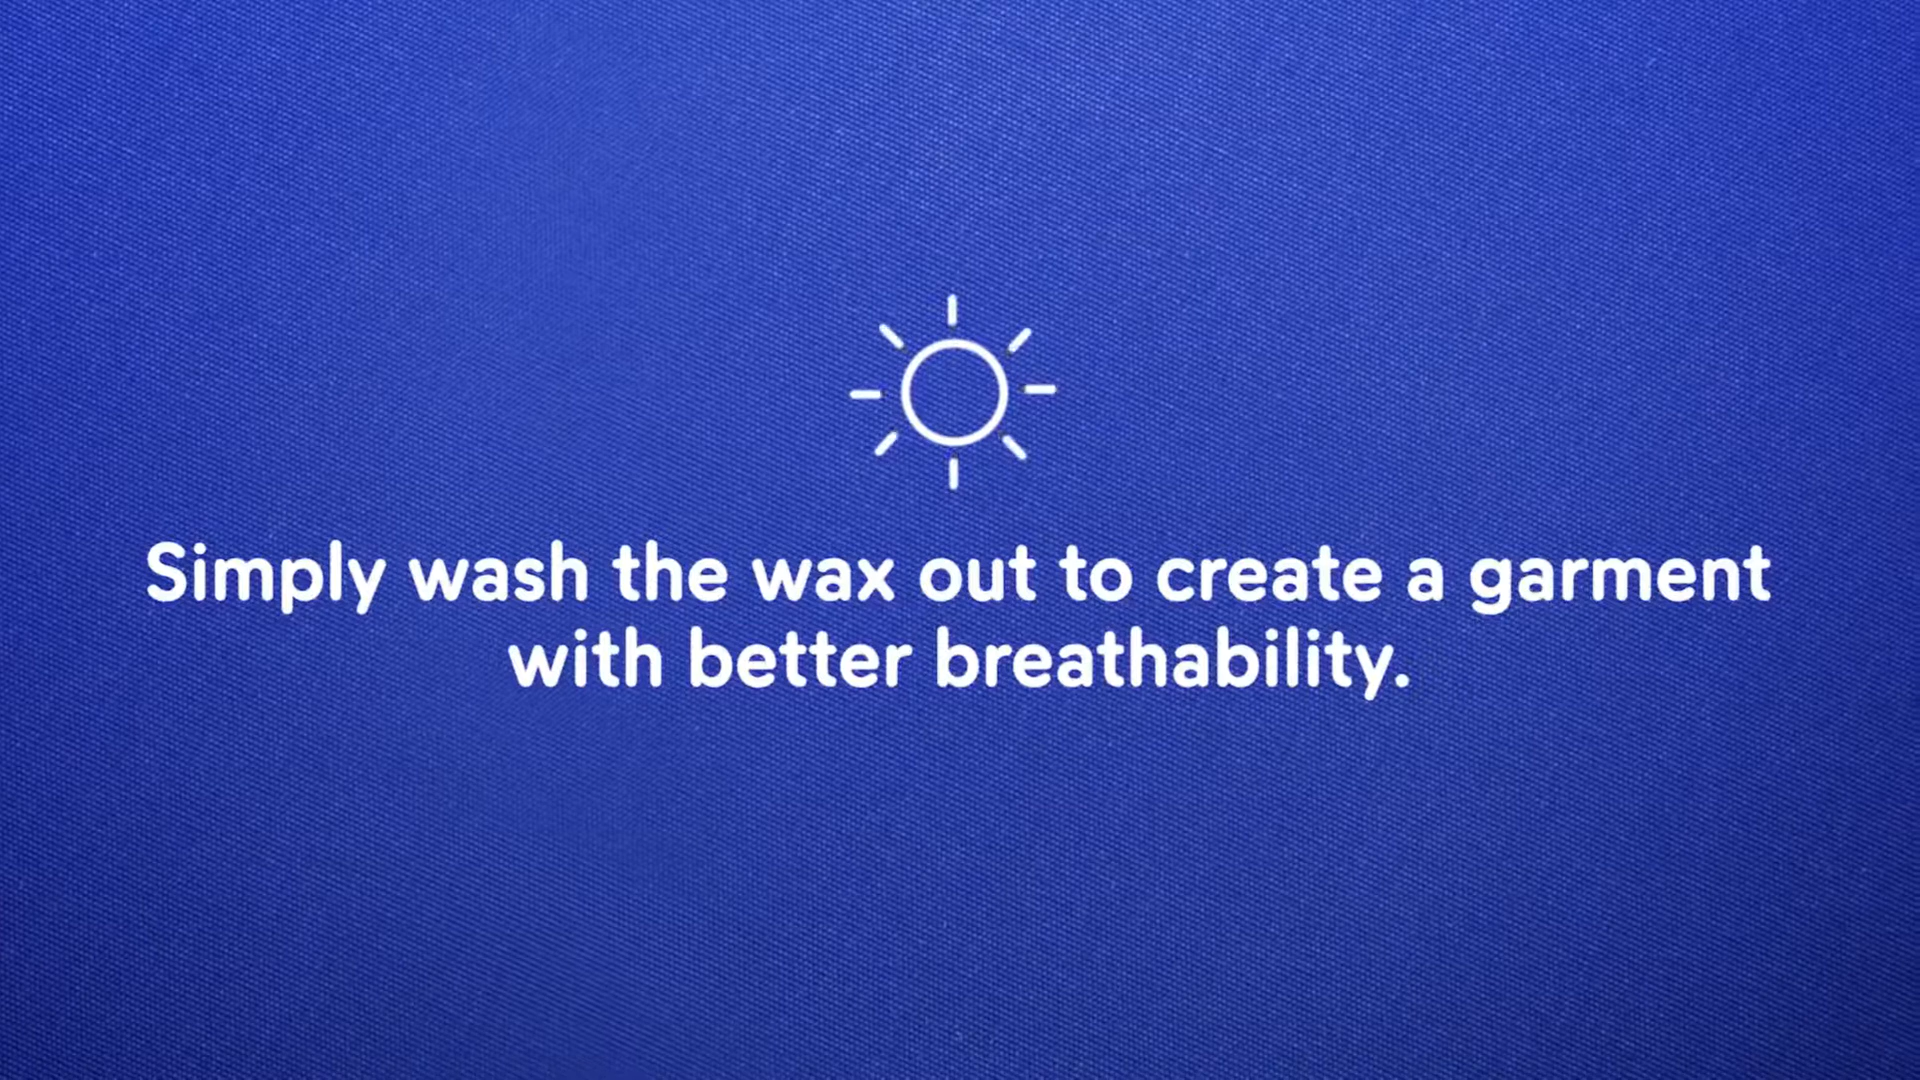 Simply wash the wax out to create a garment
with better breathability.